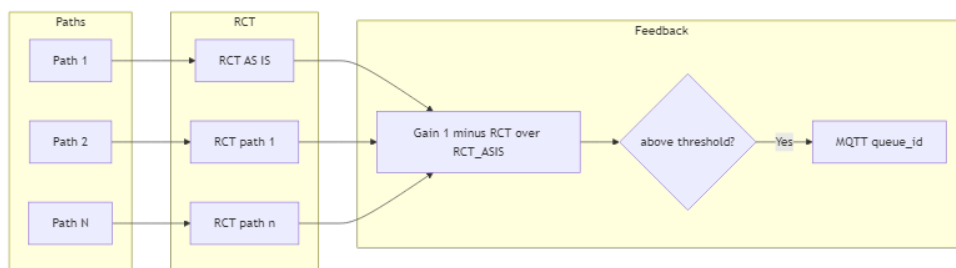 Paths
RCT
Feedback
Path 1
RCT AS IS
Path 2
RCT path 1
Gain 1 minus RCT over
RCT_ASIS
above threshold?
Yes
MQTT queue_id
Path N
RCT path n